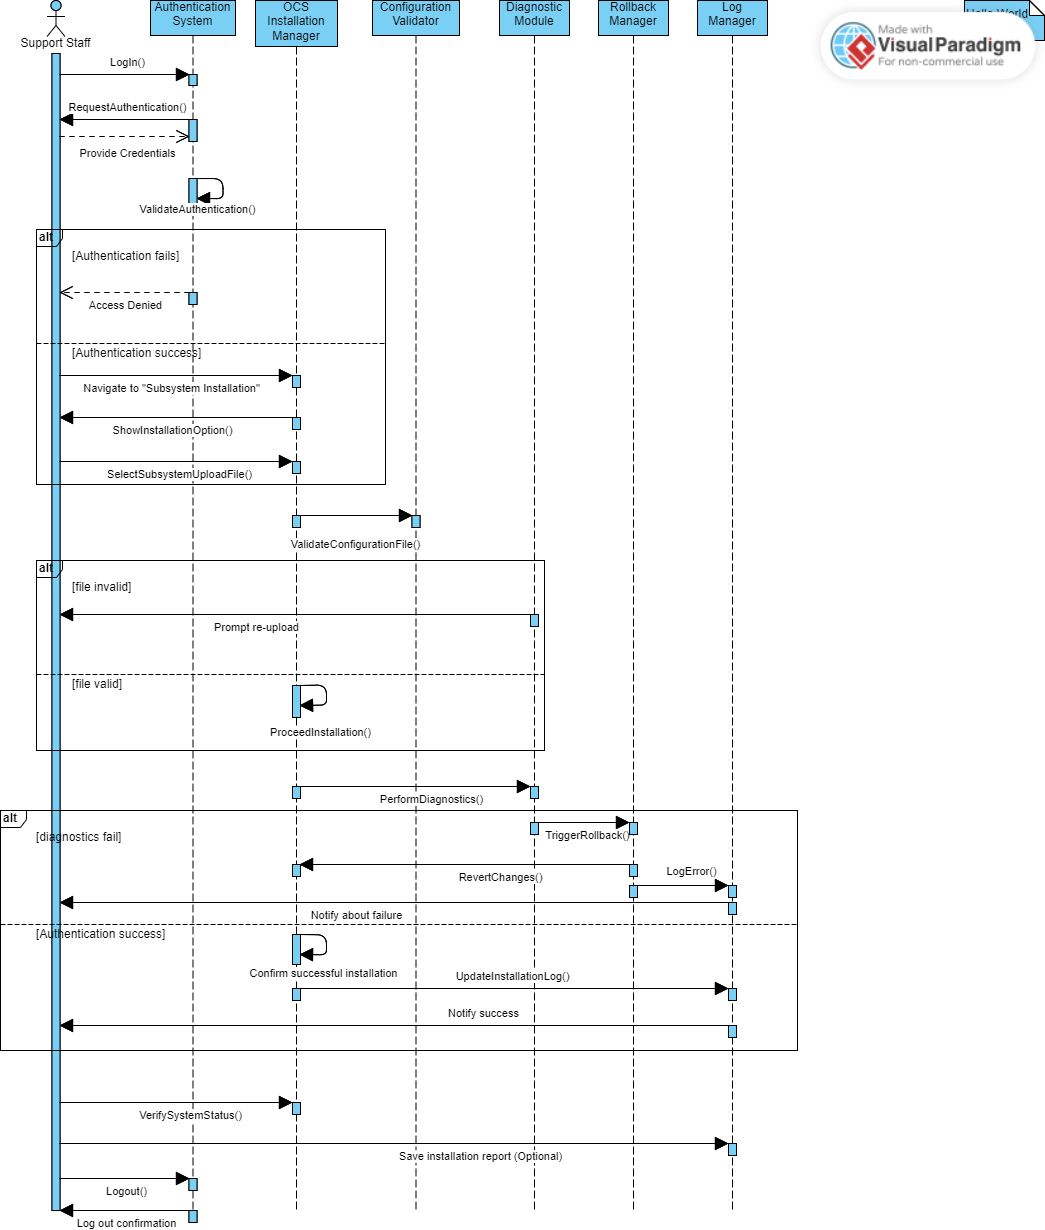 Support Staff
Authentication
System
OCS
Installation
Manager
Configuration
Validator
Diagnostic
Module
Rollback
Manager
Log
Manager
Hello World
Made with
VisualParadigm
For non-commercial use
LogIn()
RequestAuthentication()
Provide Credentials
ValidateAuthentication()
alt
[Authentication fails]
Access Denied
[Authentication success]
Navigate to "Subsystem Installation"
ShowInstallationOption()
SelectSubsystemUploadFile()
ValidateConfigurationFile()
alt
[file invalid]
Prompt re-upload
[file valid]
ProceedInstallation()
PerformDiagnostics()
alt
[diagnostics fail]
TriggerRollback()
RevertChanges()
LogError()
Notify about failure
[Authentication success]
Confirm successful installation
UpdateInstallationLog()
Notify success
VerifySystemStatus()
Save installation report (Optional)
Logout()
Log out confirmation